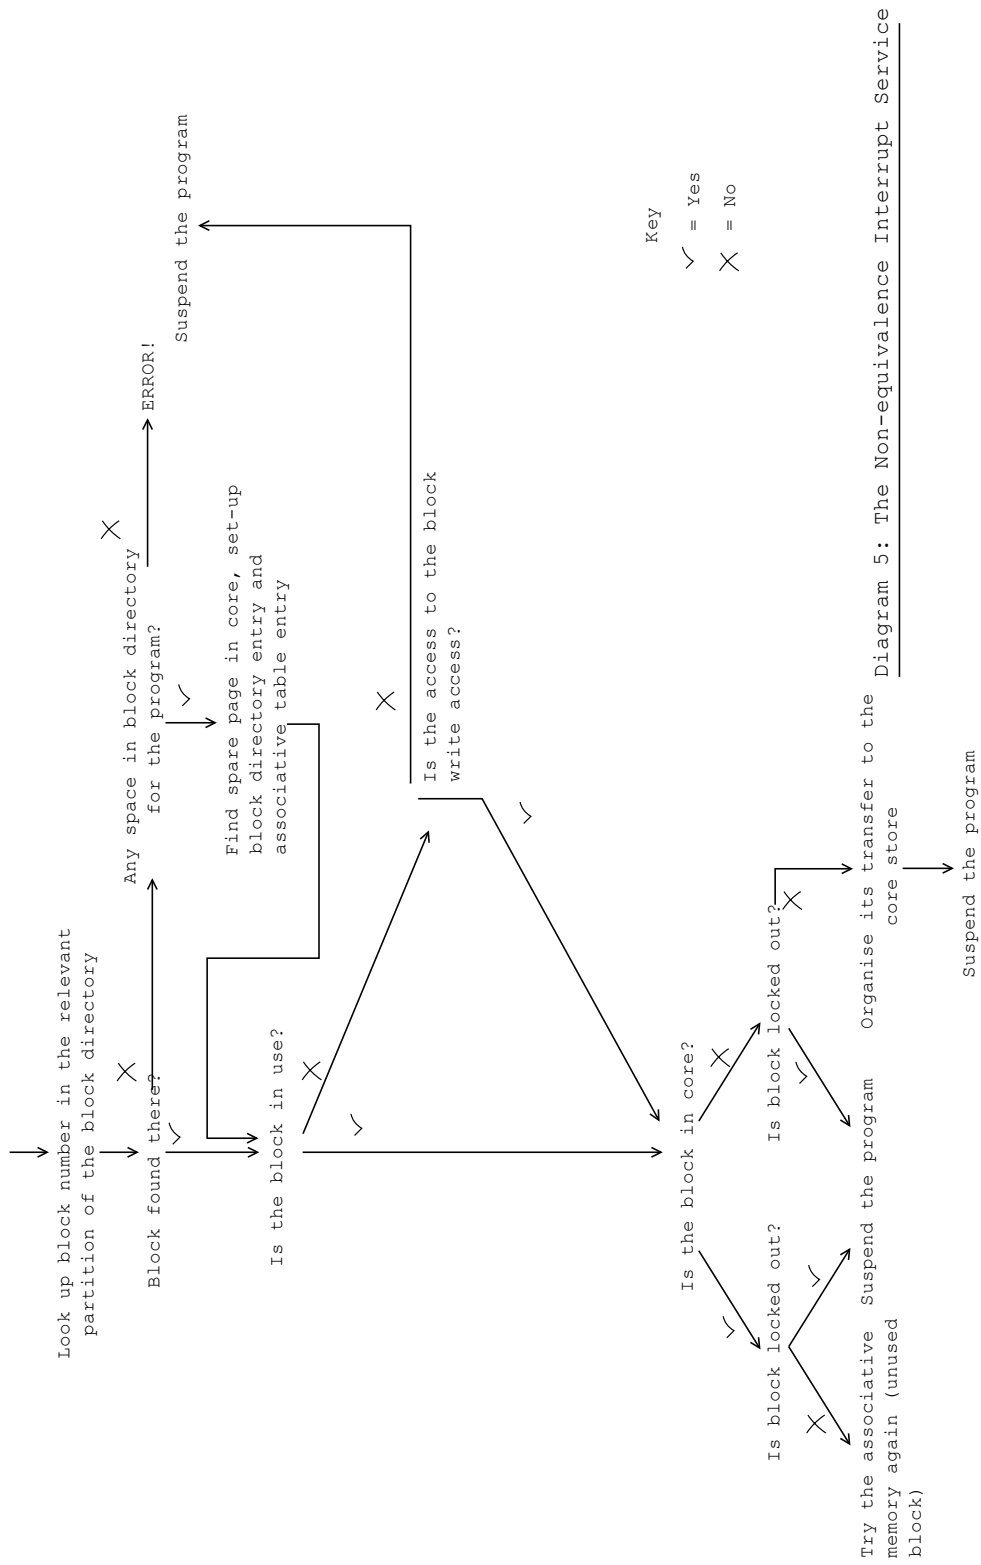 Look up block number in the relevant
partition of the block directory
Block found there?
Any space in block directory
for the program?
ERROR!
Suspend the program
Find spare page in core, set-up
block directory entry and
associative table entry
Is the block in use?
Is the access to the block
write access?
Key
✓ = Yes
✗ = No
Is the block in core?
Is block locked out?
Is block locked out?
Try the associative
memory again (unused
block)
Suspend the program
Organise its transfer to the
core store
Suspend the program
Diagram 5: The Non-equivalence Interrupt Service